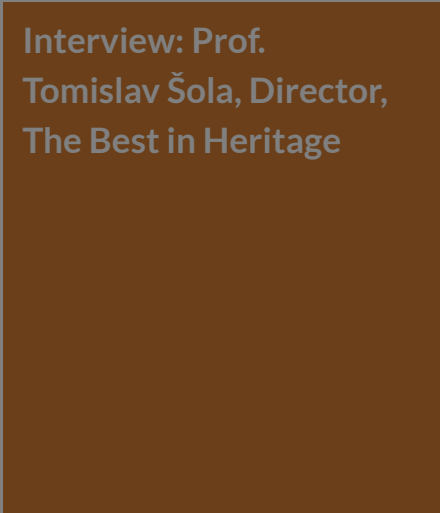 Interview: Prof.
Tomislav Šola, Director,
The Best in Heritage